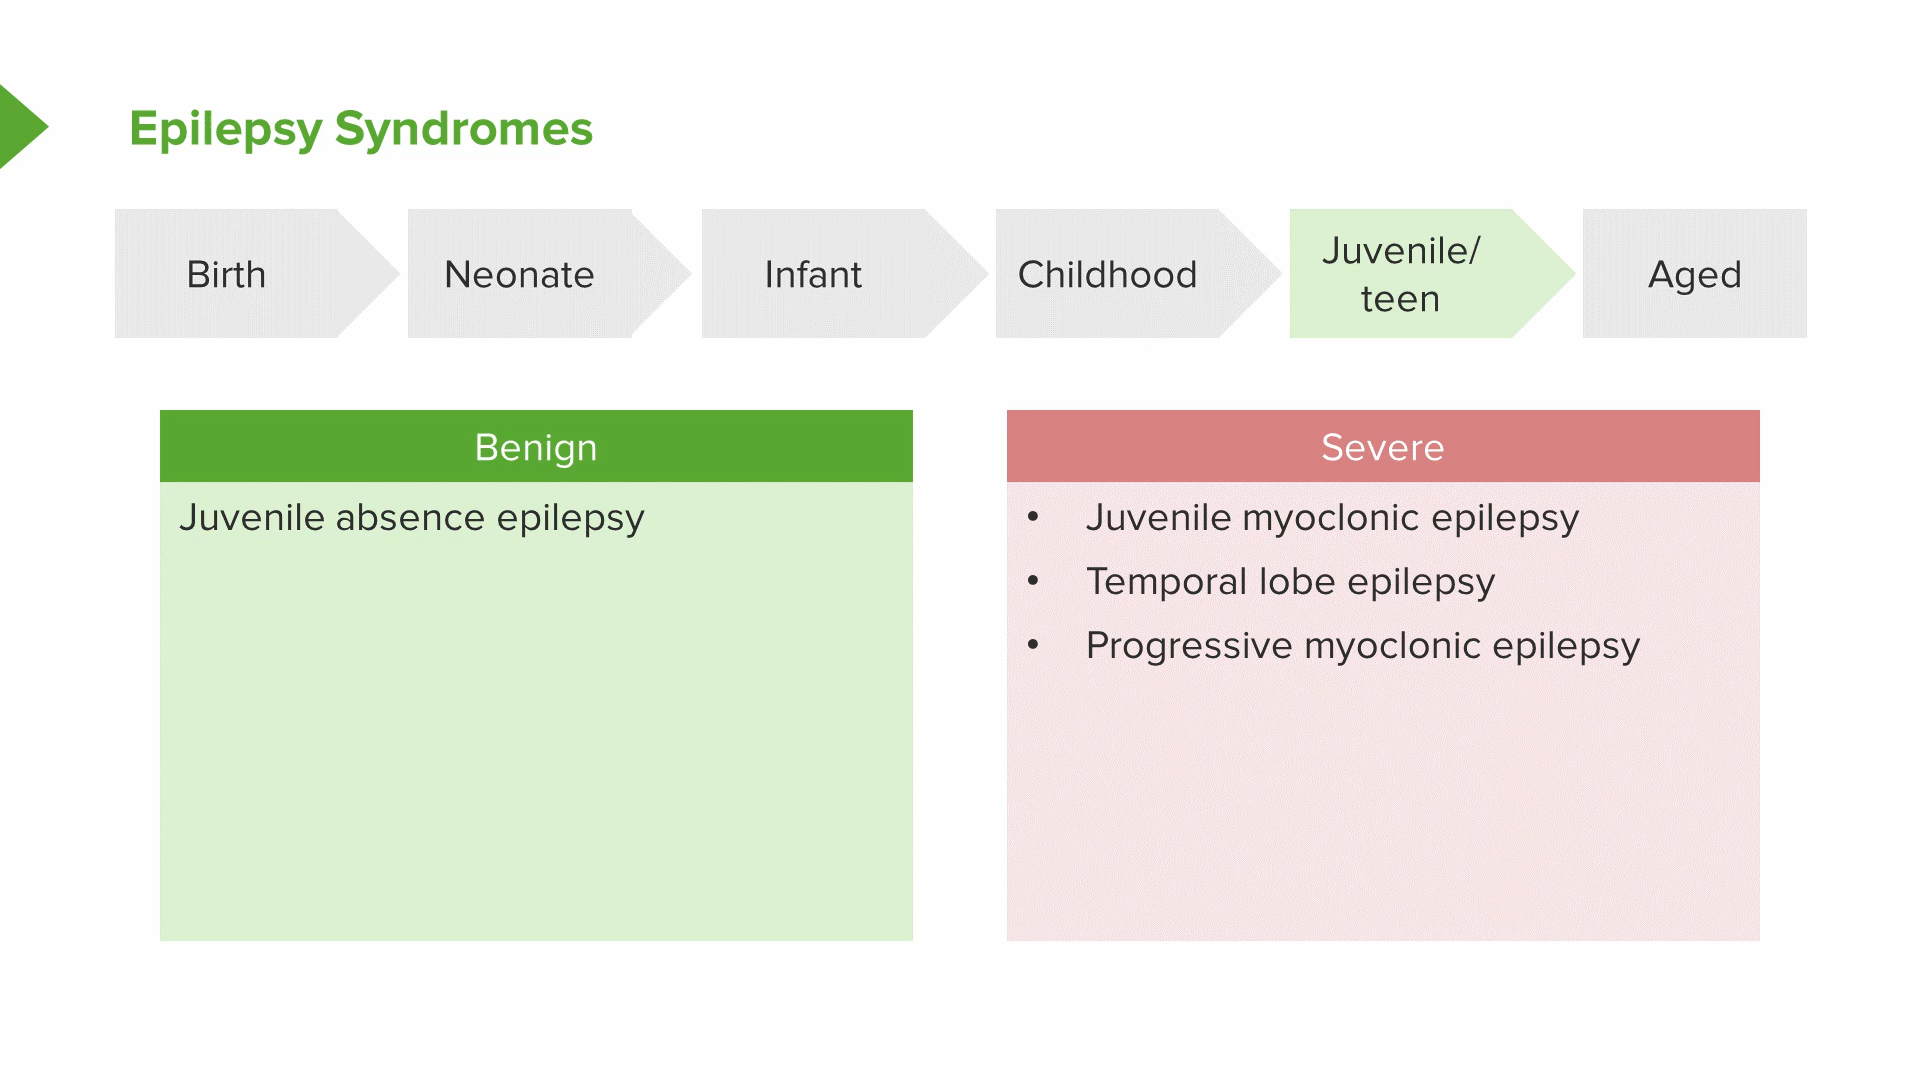 Epilepsy Syndromes
Birth
Neonate
Infant
Childhood
Juvenile/
teen
Aged
Benign
Juvenile absence epilepsy
Severe
• Juvenile myoclonic epilepsy
• Temporal lobe epilepsy
• Progressive myoclonic epilepsy